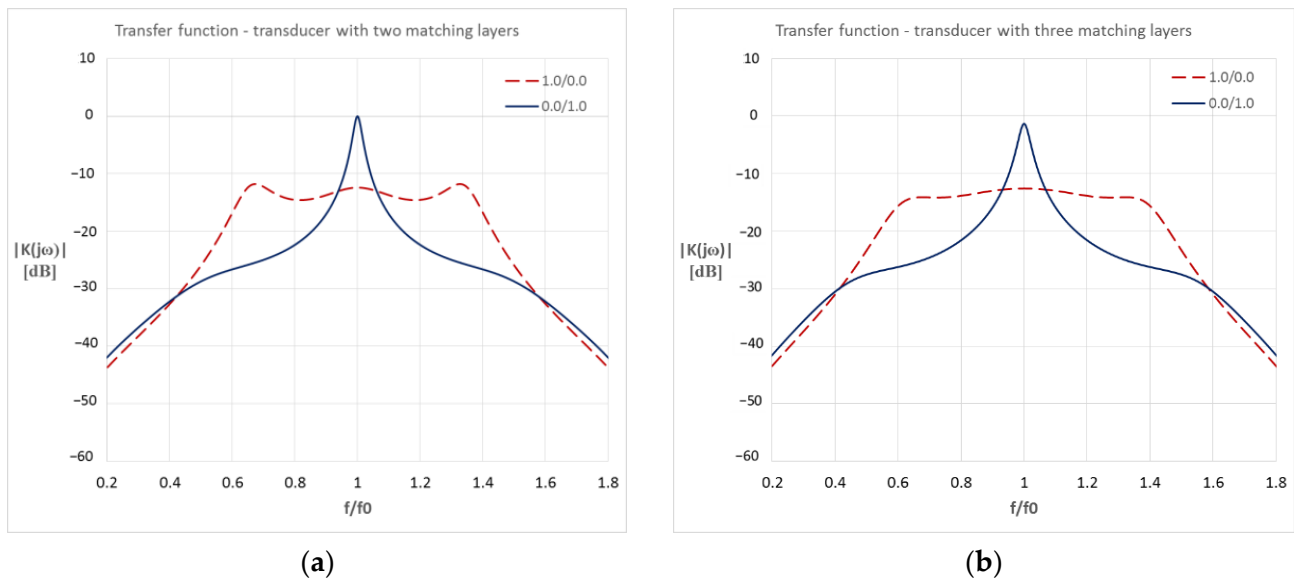 Transfer function - transducer with two matching layers
10
1.0/0.0
0.0/1.0
0
−10
−20
|K(jω)|
[dB]
−30
−40
−50
−60
0.2 0.4 0.6 0.8 1 1.2 1.4 1.6 1.8
f/f0
(a)
Transfer function - transducer with three matching layers
10
1.0/0.0
0.0/1.0
0
−10
−20
|K(jω)|
[dB]
−30
−40
−50
−60
0.2 0.4 0.6 0.8 1 1.2 1.4 1.6 1.8
f/f0
(b)